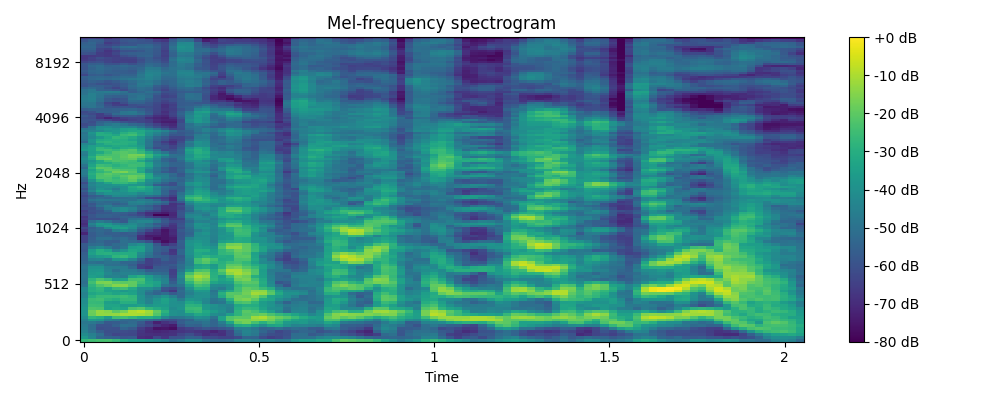 Mel-frequency spectrogram
Hz
8192
4096
2048
1024
512
0
0
0.5
1
1.5
2
Time
+0 dB
-10 dB
-20 dB
-30 dB
-40 dB
-50 dB
-60 dB
-70 dB
-80 dB